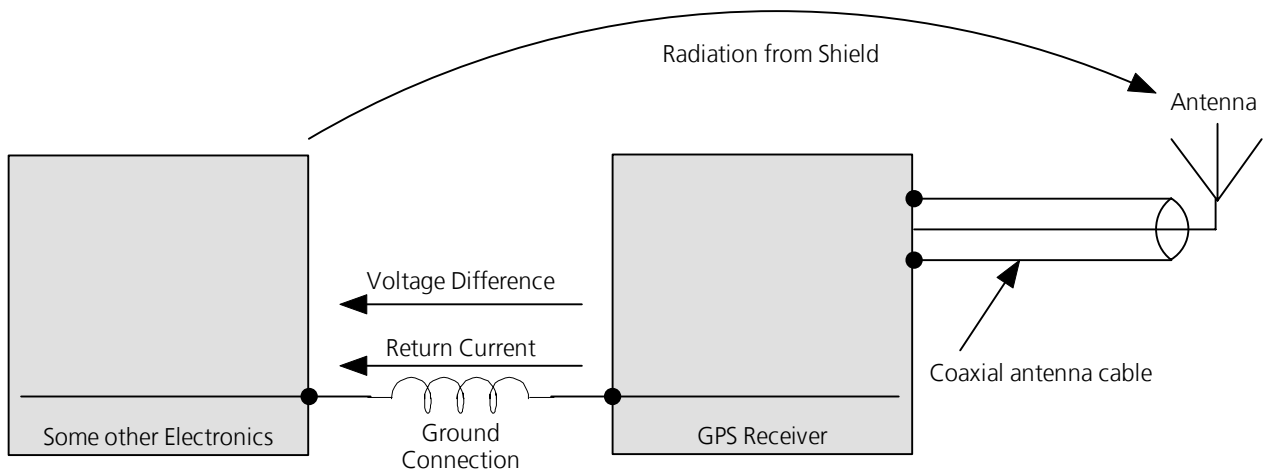 Radiation from Shield
Antenna
Voltage Difference
Return Current
Coaxial antenna cable
Some other Electronics
Ground
Connection
GPS Receiver